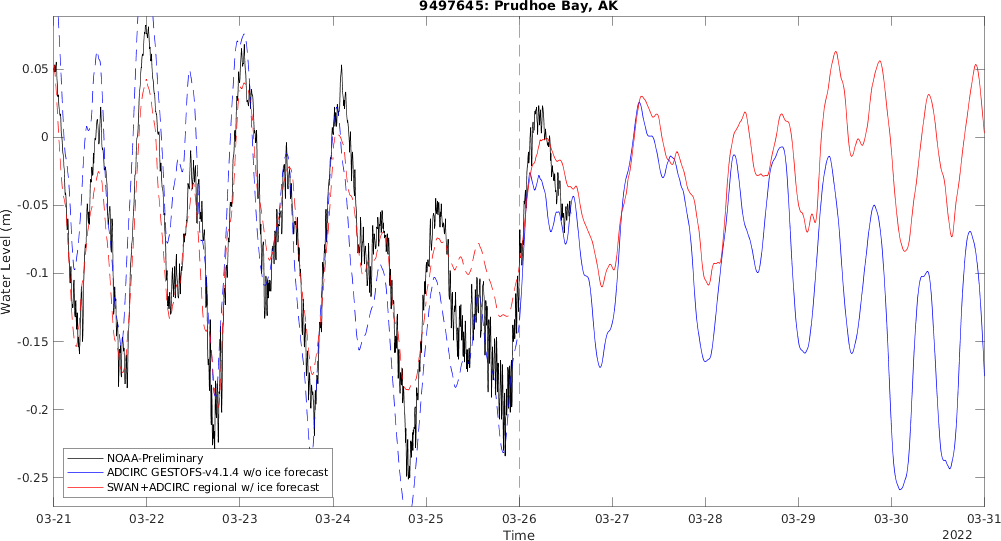 9497645: Prudhoe Bay, AK
0.05
0
-0.05
-0.1
-0.15
-0.2
-0.25
Water Level (m)
NOAA-Preliminary
ADCIRC GESTOFS-v4.1.4 w/o ice forecast
SWAN+ADCIRC regional w/ ice forecast
03-21 03-22 03-23 03-24 03-25 03-26 03-27 03-28 03-29 03-30 03-31
Time
2022